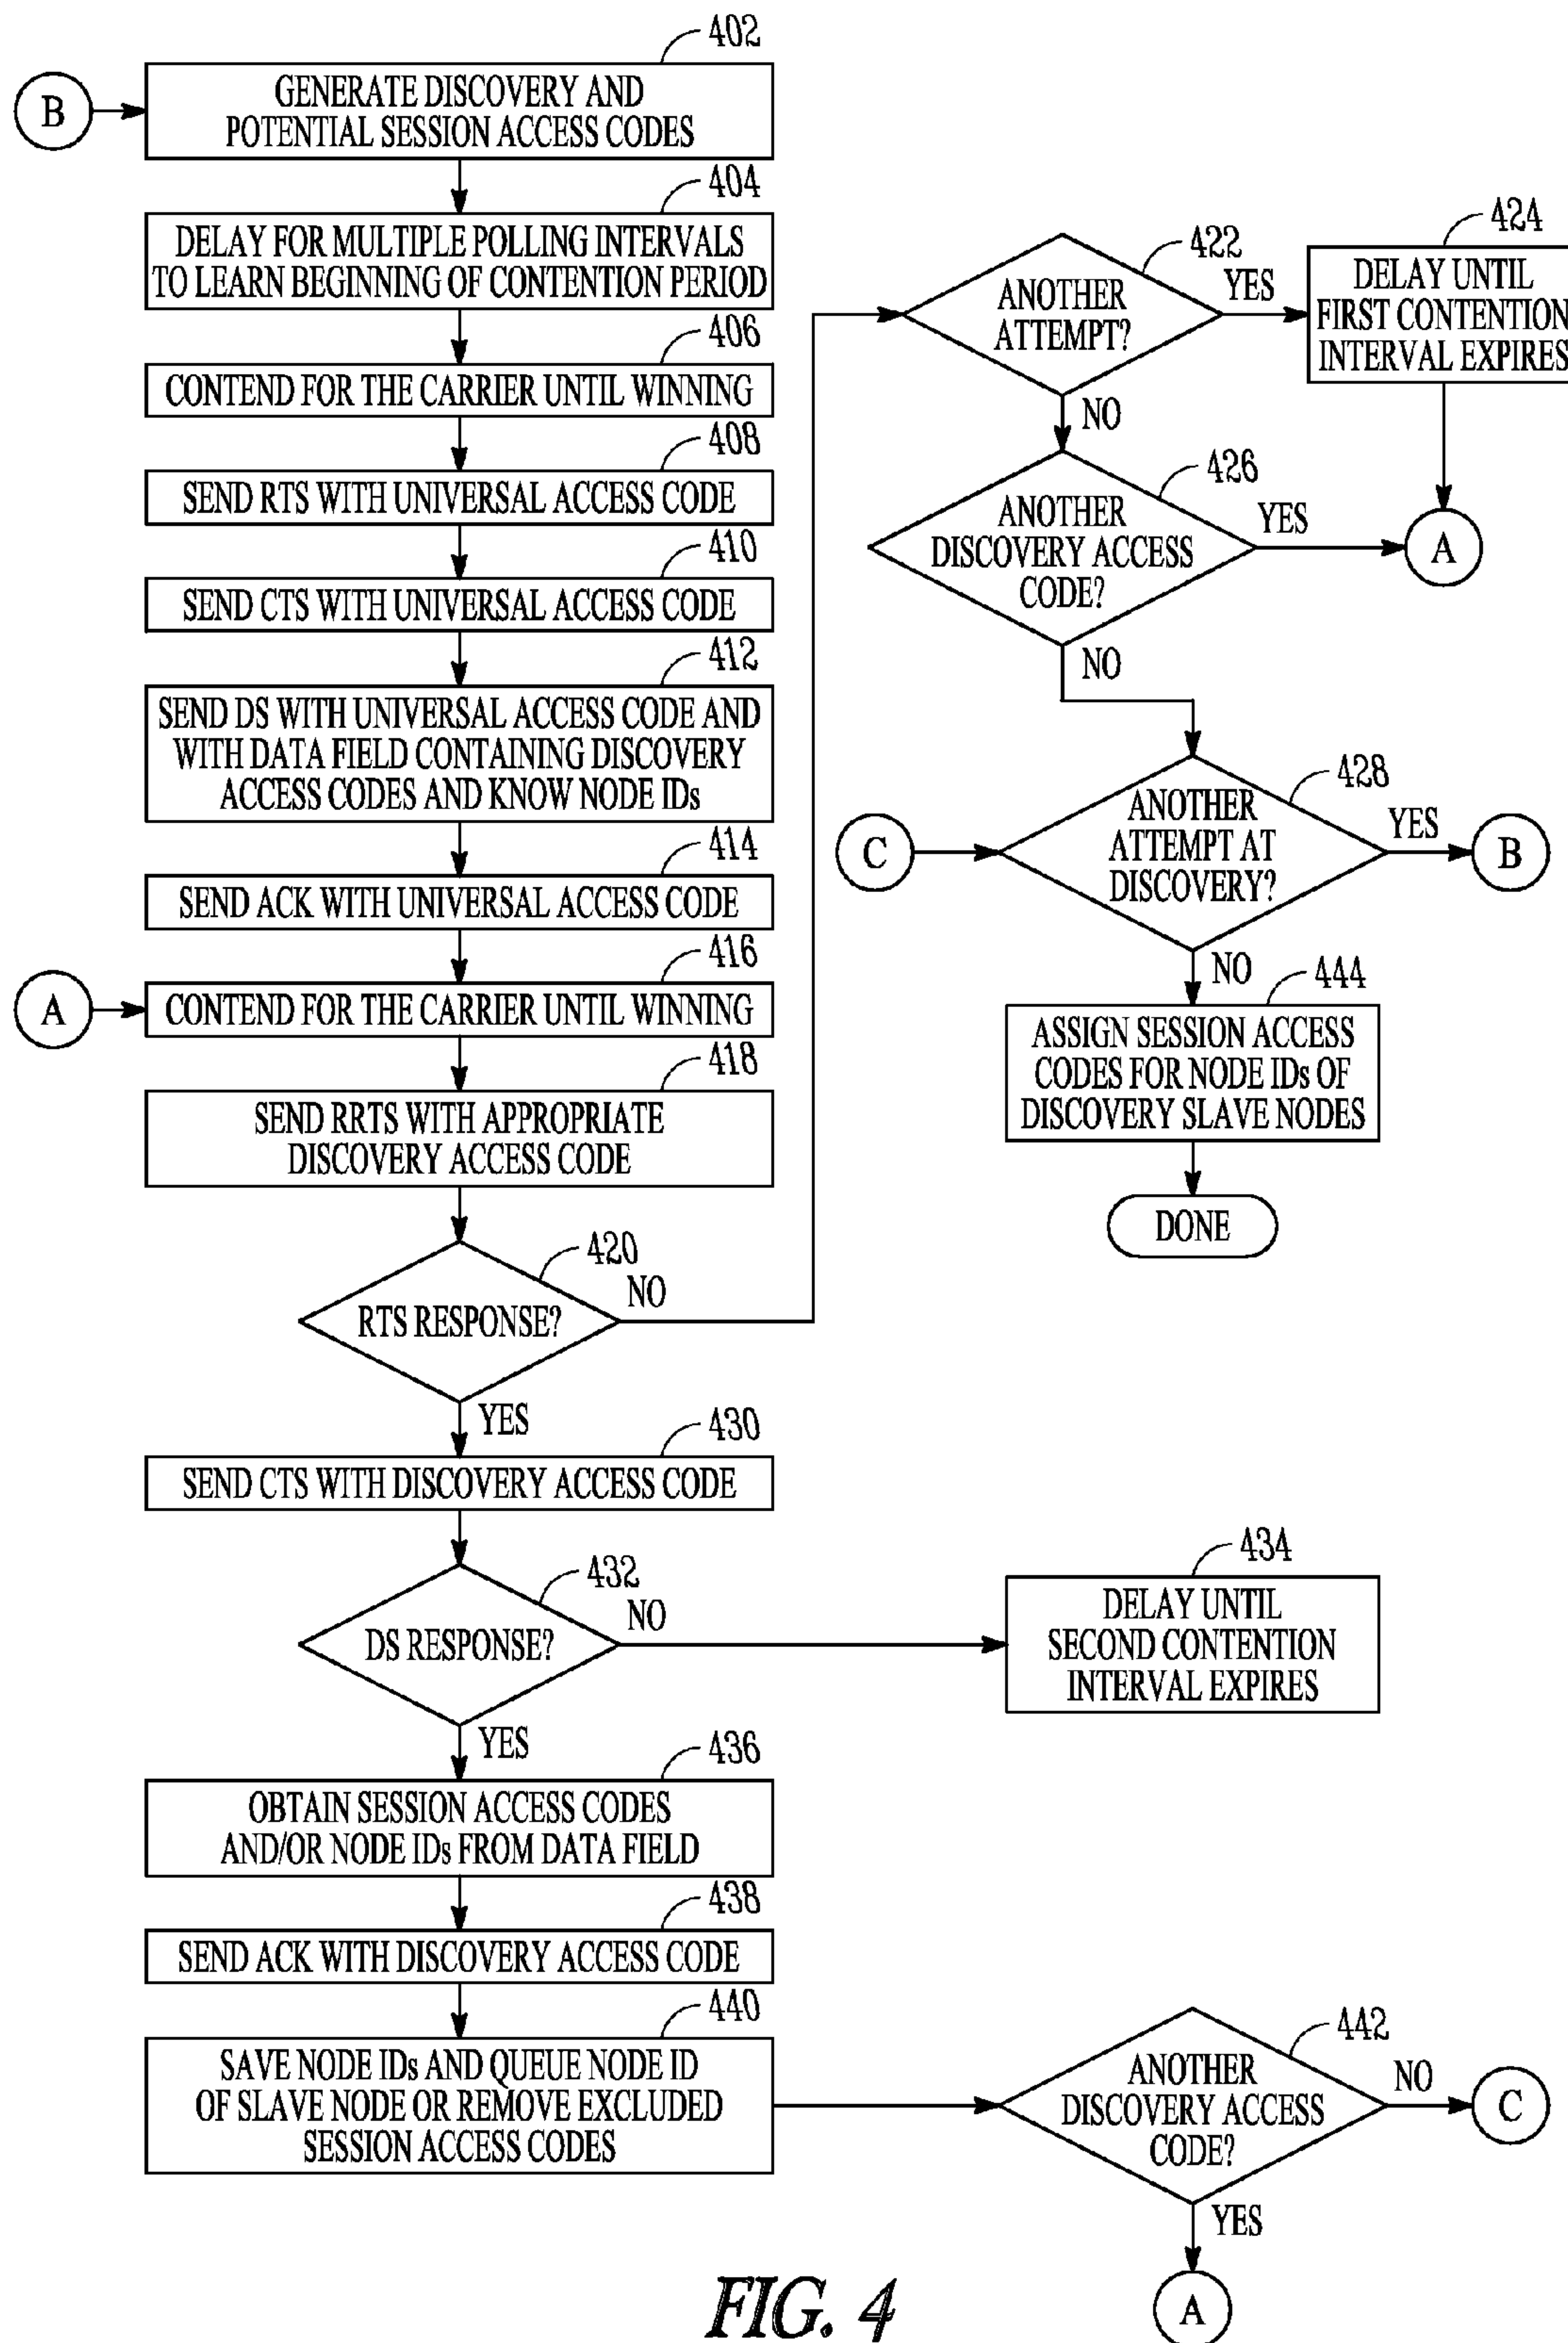 402
B
GENERATE DISCOVERY AND
POTENTIAL SESSION ACCESS CODES
404
DELAY FOR MULTIPLE POLLING INTERVALS
TO LEARN BEGINNING OF CONTENTION PERIOD
406
CONTEND FOR THE CARRIER UNTIL WINNING
408
SEND RTS WITH UNIVERSAL ACCESS CODE
410
SEND CTS WITH UNIVERSAL ACCESS CODE
412
SEND DS WITH UNIVERSAL ACCESS CODE AND
WITH DATA FIELD CONTAINING DISCOVERY
ACCESS CODES AND KNOW NODE IDs
414
SEND ACK WITH UNIVERSAL ACCESS CODE
416
A
CONTEND FOR THE CARRIER UNTIL WINNING
418
SEND RRTS WITH APPROPRIATE
DISCOVERY ACCESS CODE
420
NO
RTS RESPONSE?
YES
422
ANOTHER
ATTEMPT?
YES
NO
424
DELAY UNTIL
FIRST CONTENTION
INTERVAL EXPIRES
426
ANOTHER
DISCOVERY ACCESS
CODE?
YES
A
NO
428
C
ANOTHER
ATTEMPT AT
DISCOVERY?
YES
B
NO
444
ASSIGN SESSION ACCESS
CODES FOR NODE IDs OF
DISCOVERY SLAVE NODES
DONE
430
SEND CTS WITH DISCOVERY ACCESS CODE
432
NO
DS RESPONSE?
YES
434
DELAY UNTIL
SECOND CONTENTION
INTERVAL EXPIRES
436
OBTAIN SESSION ACCESS CODES
AND/OR NODE IDs FROM DATA FIELD
438
SEND ACK WITH DISCOVERY ACCESS CODE
440
SAVE NODE IDs AND QUEUE NODE ID
OF SLAVE NODE OR REMOVE EXCLUDED
SESSION ACCESS CODES
442
ANOTHER
DISCOVERY ACCESS
CODE?
NO
C
YES
A
FIG. 4